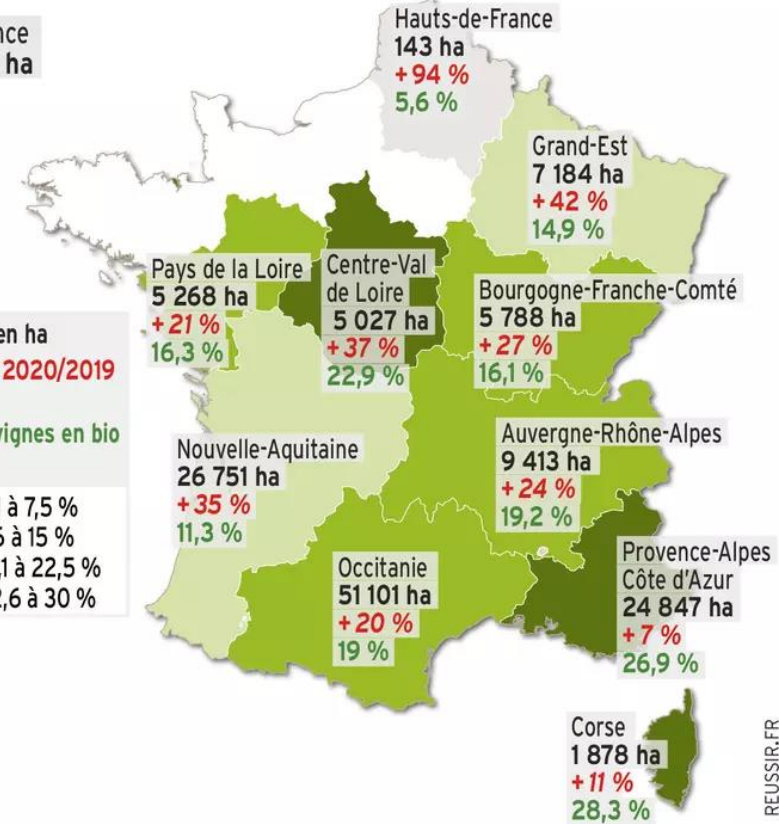 ha
Hauts-de-France
143 ha
+94 %
5,6 %
Grand-Est
7 184 ha
+42 %
14,9 %
Pays de la Loire
5 268 ha
+21 %
16,3 %
Centre-Val
de Loire
5 027 ha
+37 %
22,9 %
Bourgogne-Franche-Comté
5 788 ha
+27 %
16,1 %
en ha
2020/2019
vignes en bio
à 7,5 %
à 15 %
à 22,5 %
à 30 %
Nouvelle-Aquitaine
26 751 ha
+35 %
11,3 %
Auvergne-Rhône-Alpes
9 413 ha
+24 %
19,2 %
Occitanie
51 101 ha
+20 %
19 %
Provence-Alpes
Côte d'Azur
24 847 ha
+7 %
26,9 %
Corse
1 878 ha
+11 %
28,3 %
REUSSIR.FR